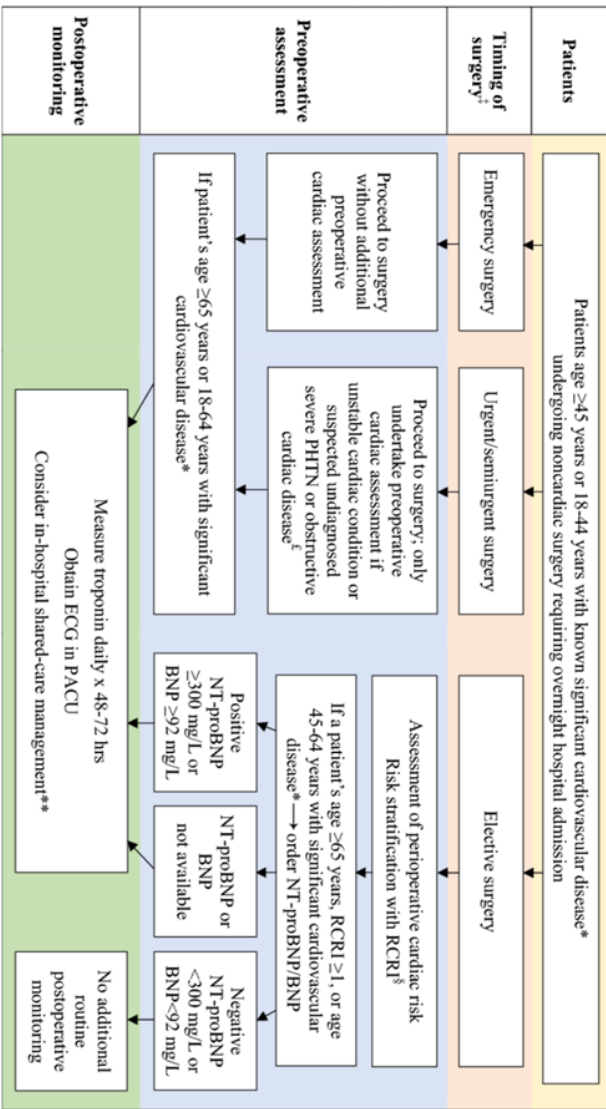 Patients
Patients age ≥45 years or 18-44 years with known significant cardiovascular disease*
undergoing noncardiac surgery requiring overnight hospital admission
Timing of
surgery‡
Emergency surgery
Urgent/semiurgent surgery
Elective surgery
Preoperative
assessment
Proceed to surgery
without additional
preoperative
cardiac assessment
Proceed to surgery; only
undertake preoperative
cardiac assessment if
unstable cardiac condition or
suspected undiagnosed
severe PHTN or obstructive
cardiac disease£
Assessment of perioperative cardiac risk
Risk stratification with RCRI§
If a patient's age ≥65 years, RCRI ≥1, or age
45-64 years with significant cardiovascular
disease* → order NT-proBNP/BNP
If patient's age ≥65 years or 18-64 years with significant
cardiovascular disease*
Positive
NT-proBNP
≥300 mg/L or
BNP ≥92 mg/L
NT-proBNP or
BNP
not available
Negative
NT-proBNP
<300 mg/L or
BNP<92 mg/L
Postoperative
monitoring
Measure troponin daily x 48-72 hrs
Obtain ECG in PACU
Consider in-hospital shared-care management**
No additional
routine
postoperative
monitoring